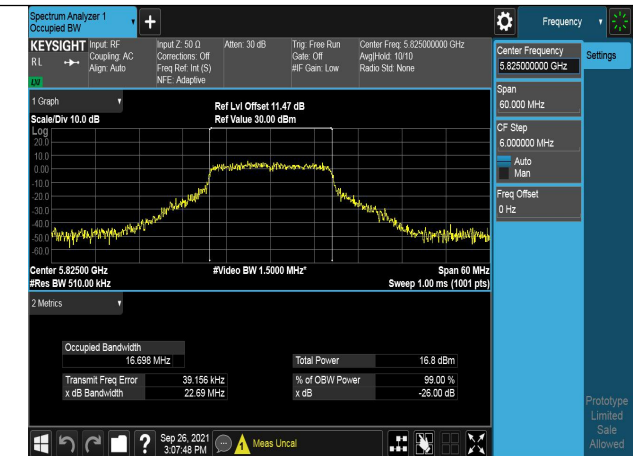 Spectrum Analyzer 1
Occupied BW
+
Frequency
KEYSIGHT
RL
Input: RF
Coupling: AC
Align: Auto
Input Z: 50 Ω
Corrections: Off
Freq Ref: Int (S)
NFE: Adaptive
Atten: 30 dB
Trig: Free Run
Gate: Off
#IF Gain: Low
Center Freq: 5.825000000 GHz
Avg|Hold: 10/10
Radio Std: None
1 Graph
Scale/Div 10.0 dB
Ref Lvl Offset 11.47 dB
Ref Value 30.00 dBm
Log
20.0
10.0
0.00
-10.0
-20.0
-30.0
-40.0
-50.0
-60.0
Center 5.82500 GHz
#Res BW 510.00 kHz
#Video BW 1.5000 MHz*
Span 60 MHz
Sweep 1.00 ms (1001 pts)
2 Metrics
Occupied Bandwidth
16.698 MHz
Total Power 16.8 dBm
Transmit Freq Error 39.156 kHz
% of OBW Power 99.00 %
x dB Bandwidth 22.69 MHz
x dB -26.00 dB
Center Frequency
5.825000000 GHz
Settings
Span
60.000 MHz
CF Step
6.000000 MHz
Auto
Man
Freq Offset
0 Hz
Prototype
Limited
Sale
Allowed
?
Sep 26, 2021
3:07:48 PM
Meas Uncal